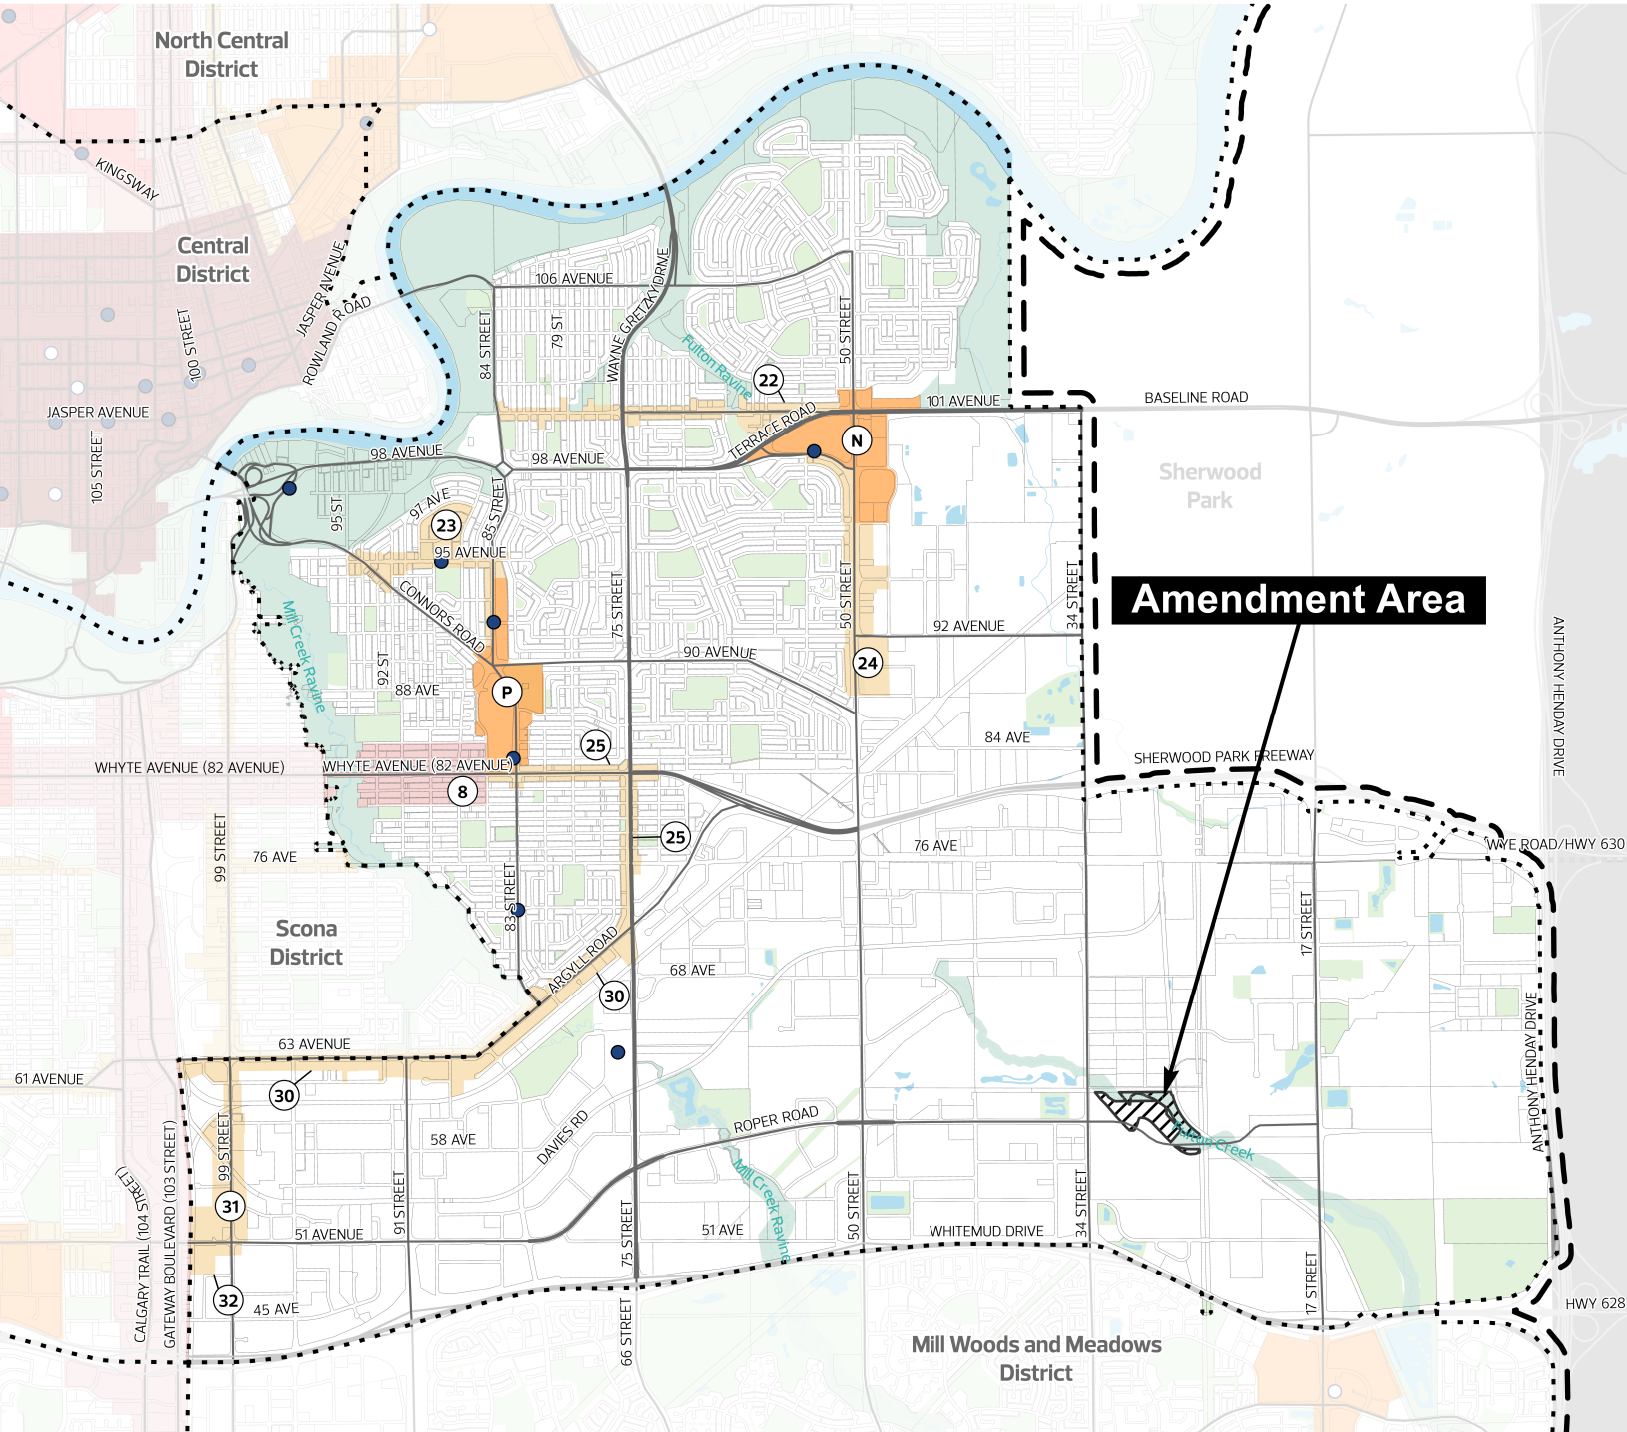 North Central
District
KINGSWAY
Central
District
JASPER AVENUE
ROWLAND ROAD
100 STREET
JASPER AVENUE
105 STREET
106 AVENUE
84 STREET
79 ST
WAYNE GRETZKY DRIVE
Fulton Ravine
50 STREET
22
101 AVENUE
BASELINE ROAD
TERRACE ROAD
N
98 AVENUE
98 AVENUE
Sherwood
Park
95 ST
97 AVE
23
85 STREET
95 AVENUE
CONNORS ROAD
75 STREET
50 STREET
34 STREET
Amendment Area
Mill Creek Ravine
92 AVENUE
90 AVENUE
24
92 ST
88 AVE
P
ANTHONY HENDAY DRIVE
84 AVE
25
SHERWOOD PARK FREEWAY
WHYTE AVENUE (82 AVENUE)
WHYTE AVENUE (82 AVENUE)
8
25
99 STREET
76 AVE
76 AVE
WYE ROAD/HWY 630
83 STREET
17 STREET
Scona
District
ARGYLL ROAD
68 AVE
30
ANTHONY HENDAY DRIVE
63 AVENUE
61 AVENUE
30
99 STREET
58 AVE
DAVIES RD
ROPER ROAD
Fulton Creek
CALGARY TRAIL (104 STREET)
GATEWAY BOULEVARD (103 STREET)
91 STREET
Mill Creek Ravine
31
51 AVENUE
75 STREET
51 AVE
50 STREET
WHITEMUD DRIVE
34 STREET
17 STREET
32
45 AVE
HWY 628
66 STREET
Mill Woods and Meadows
District